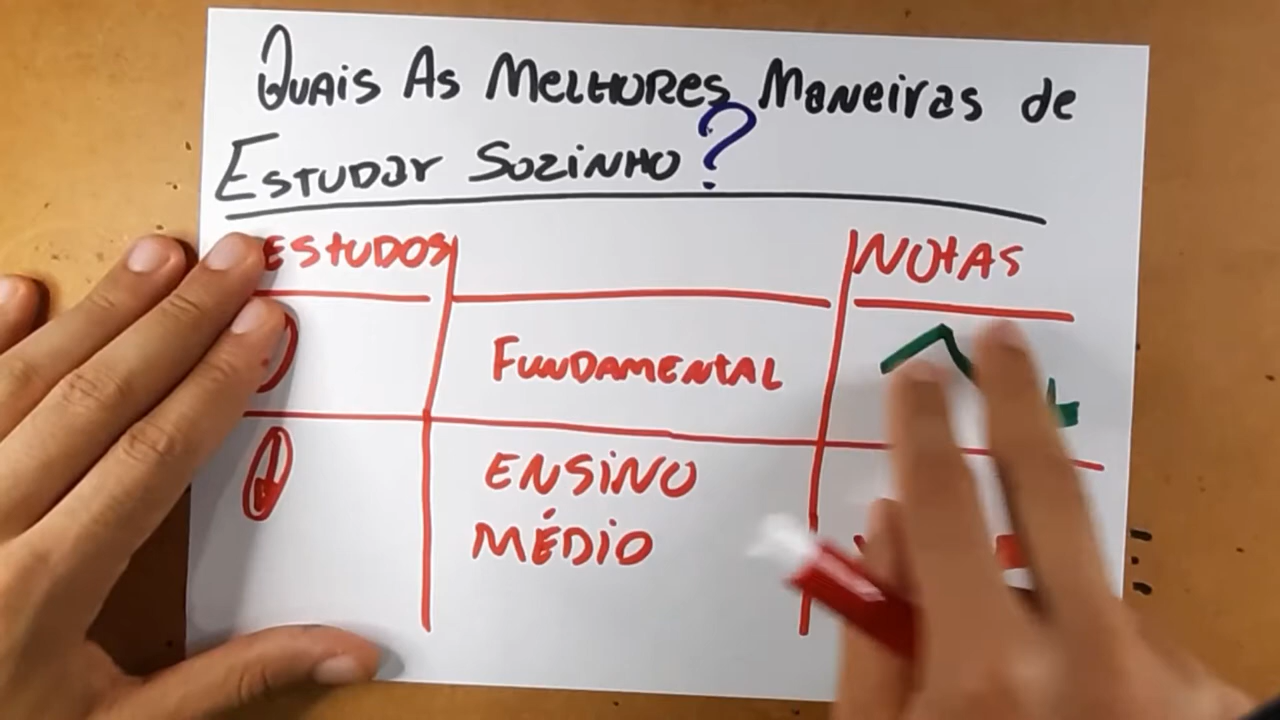 Quais As Melhores Maneiras de
Estudar Sozinho?
Estudos
Notas
Fundamental
Ensino
Médio